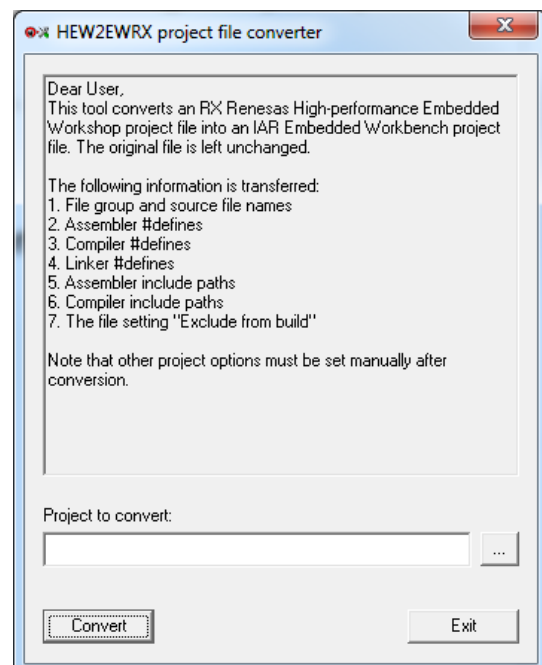 HEW2EWRX project file converter
Dear User,
This tool converts an RX Renesas High-performance Embedded
Workshop project file into an IAR Embedded Workbench project
file. The original file is left unchanged.
The following information is transferred:
1. File group and source file names
2. Assembler #defines
3. Compiler #defines
4. Linker #defines
5. Assembler include paths
6. Compiler include paths
7. The file setting "Exclude from build"
Note that other project options must be set manually after
conversion.
Project to convert:
...
Convert
Exit